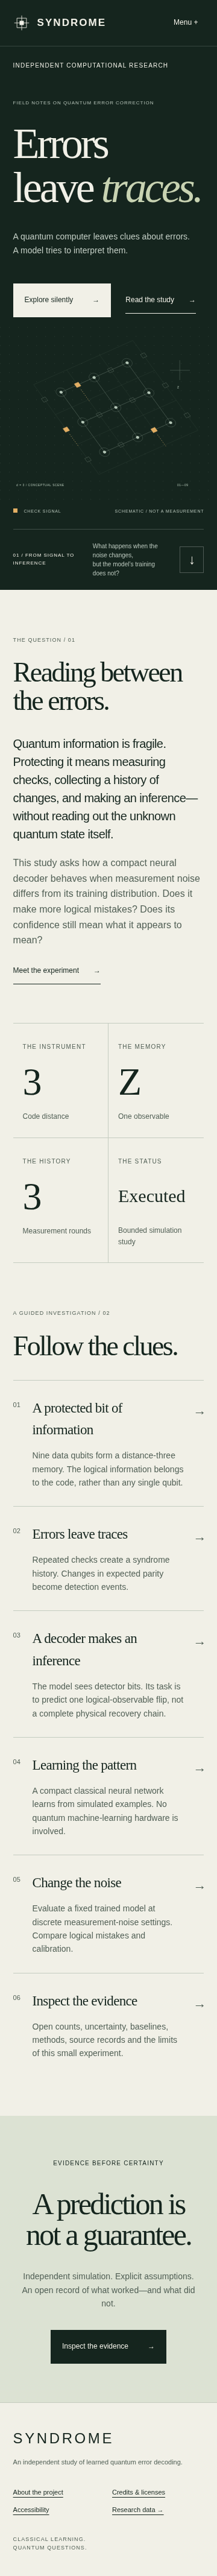 SYNDROME
Menu +
INDEPENDENT COMPUTATIONAL RESEARCH
FIELD NOTES ON QUANTUM ERROR CORRECTION
Errors
leave traces.
A quantum computer leaves clues about errors.
A model tries to interpret them.
Explore silently →
Read the study →
CHECK SIGNAL
SCHEMATIC / NOT A MEASUREMENT
01 / FROM SIGNAL TO
INFERENCE
What happens when the
noise changes,
but the model's training
does not?
↓
THE QUESTION / 01
Reading between
the errors.
Quantum information is fragile.
Protecting it means measuring
checks, collecting a history of
changes, and making an inference—
without reading out the unknown
quantum state itself.
This study asks how a compact neural
decoder behaves when measurement noise
differs from its training distribution. Does it
make more logical mistakes? Does its
confidence still mean what it appears to
mean?
Meet the experiment →
THE INSTRUMENT
3
Code distance
THE MEMORY
Z
One observable
THE HISTORY
3
Measurement rounds
THE STATUS
Executed
Bounded simulation
study
A GUIDED INVESTIGATION / 02
Follow the clues.
01
A protected bit of
information
→
Nine data qubits form a distance-three
memory. The logical information belongs
to the code, rather than any single qubit.
02
Errors leave traces
→
Repeated checks create a syndrome
history. Changes in expected parity
become detection events.
03
A decoder makes an
inference
→
The model sees detector bits. Its task is
to predict one logical-observable flip, not
a complete physical recovery chain.
04
Learning the pattern
→
A compact classical neural network
learns from simulated examples. No
quantum machine-learning hardware is
involved.
05
Change the noise
→
Evaluate a fixed trained model at
discrete measurement-noise settings.
Compare logical mistakes and
calibration.
06
Inspect the evidence
→
Open counts, uncertainty, baselines,
methods, source records and the limits
of this small experiment.
EVIDENCE BEFORE CERTAINTY
A prediction is
not a guarantee.
Independent simulation. Explicit assumptions.
An open record of what worked—and what did
not.
Inspect the evidence →
SYNDROME
An independent study of learned quantum error decoding.
About the project
Credits & licenses
Accessibility
Research data →
CLASSICAL LEARNING.
QUANTUM QUESTIONS.